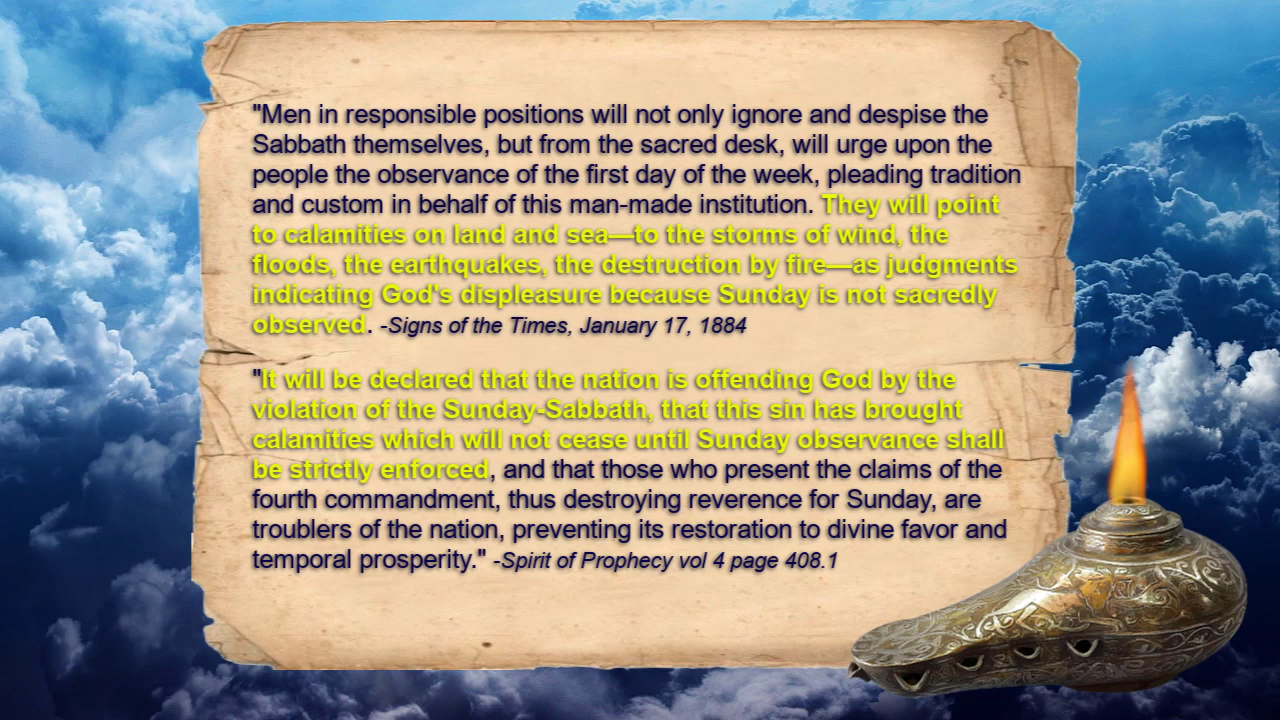 "Men in responsible positions will not only ignore and despise the
Sabbath themselves, but from the sacred desk, will urge upon the
people the observance of the first day of the week, pleading tradition
and custom in behalf of this man-made institution. They will point
to calamities on land and sea—to the storms of wind, the
floods, the earthquakes, the destruction by fire—as judgments
indicating God's displeasure because Sunday is not sacredly
observed. -Signs of the Times, January 17, 1884
"It will be declared that the nation is offending God by the
violation of the Sunday-Sabbath, that this sin has brought
calamities which will not cease until Sunday observance shall
be strictly enforced, and that those who present the claims of the
fourth commandment, thus destroying reverence for Sunday, are
troublers of the nation, preventing its restoration to divine favor and
temporal prosperity." -Spirit of Prophecy vol 4 page 408.1